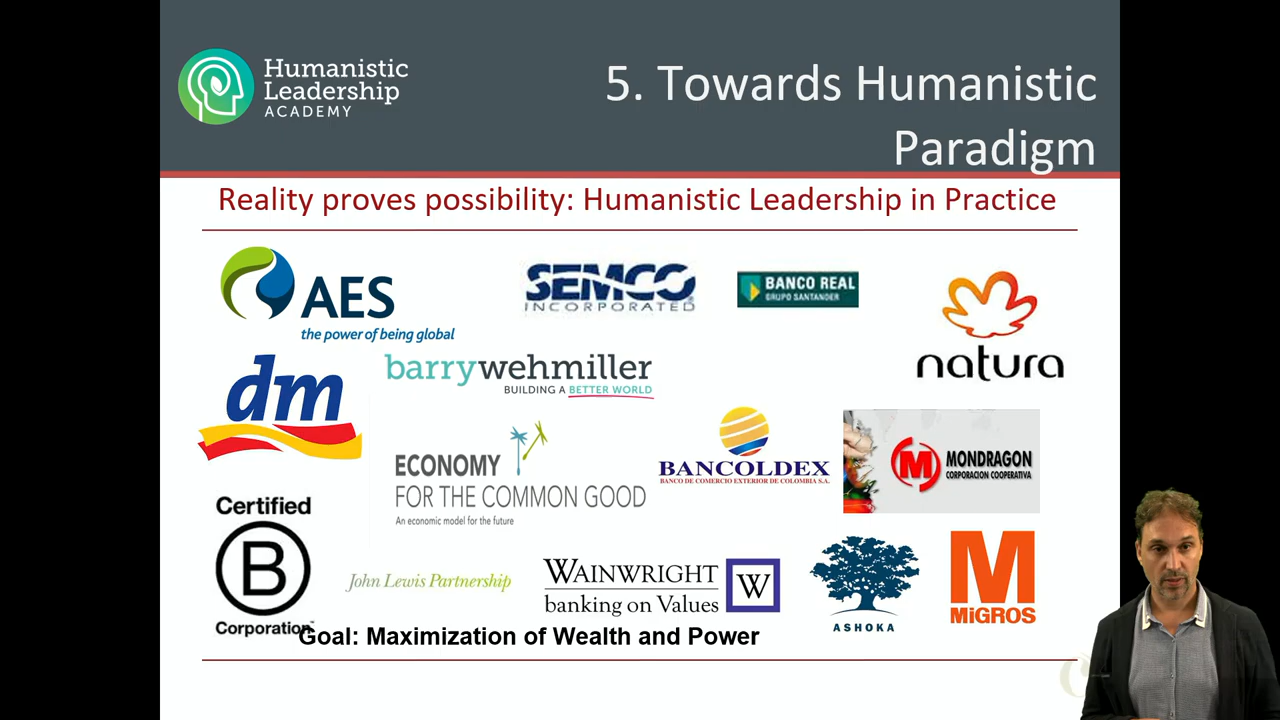 Humanistic
Leadership
ACADEMY
5. Towards Humanistic
Paradigm
Reality proves possibility: Humanistic Leadership in Practice
AES
the power of being global
SEMCO
INCORPORATED
BANCO REAL
GRUPO SANTANDER
natura
dm
barrywehmiller
BUILDING A BETTER WORLD
ECONOMY
FOR THE COMMON GOOD
An economic model for the future
BANCOLDEX
BANCO DE COMERCIO EXTERIOR DE COLOMBIA S.A.
M
MONDRAGON
CORPORACION COOPERATIVA
Certified
B
Corporation
John Lewis Partnership
WAINWRIGHT
banking on Values
W
ASHOKA
M
MiGROS
Goal: Maximization of Wealth and Power